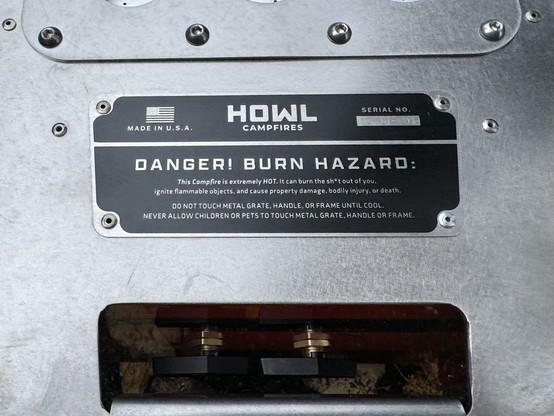 HOWL
CAMPFIRES
MADE IN U.S.A.
SERIAL NO.
DANGER! BURN HAZARD:
This Campfire is extremely HOT. It can burn the sh*t out of you,
ignite flammable objects, and cause property damage, bodily injury, or death.
DO NOT TOUCH METAL GRATE, HANDLE, OR FRAME UNTIL COOL.
NEVER ALLOW CHILDREN OR PETS TO TOUCH METAL GRATE, HANDLE, OR FRAME.